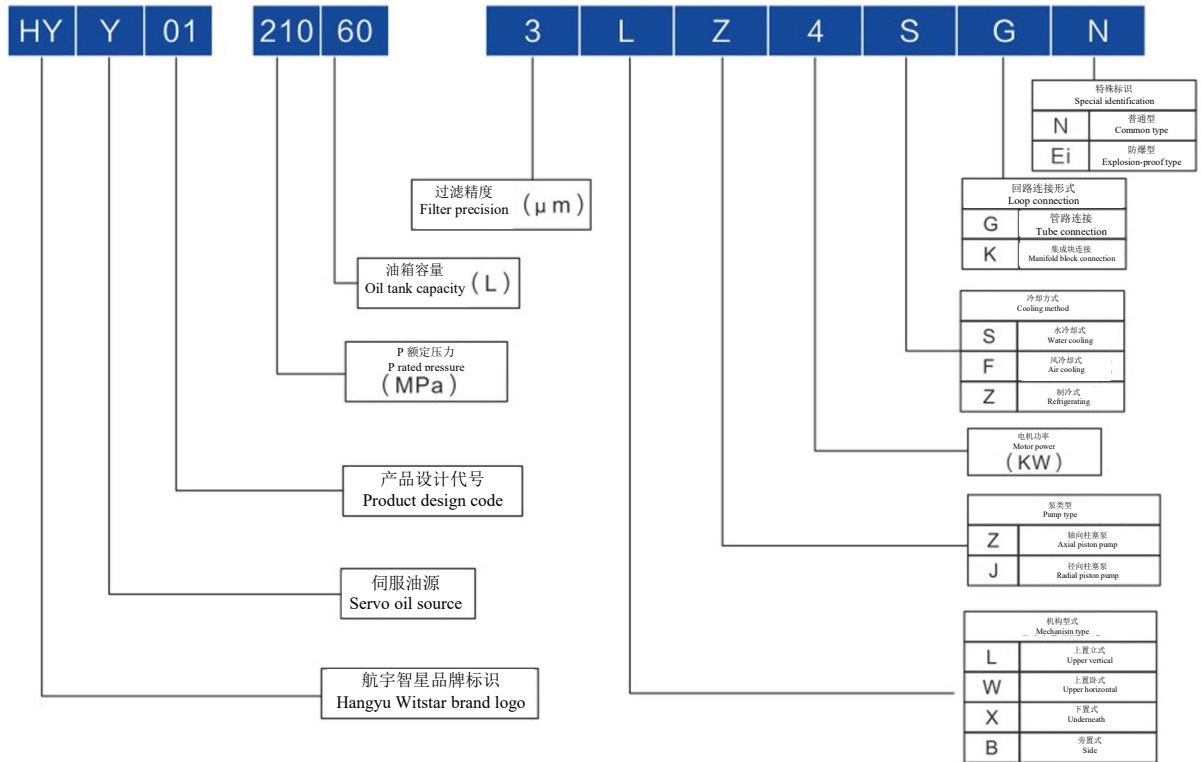 HY Y 01 210 60 3 L Z 4 S G N
特殊标识
Special identification
N 普通型
Common type
Ei 防爆型
Explosion-proof type
过滤精度
Filter precision (μm)
回路连接形式
Loop connection
G 管路连接
Tube connection
K 集成块连接
Manifold block connection
油箱容量
Oil tank capacity (L)
冷却方式
Cooling method
S 水冷却式
Water cooling
F 风冷却式
Air cooling
Z 制冷式
Refrigerating
P 额定压力
P rated pressure
(MPa)
电机功率
Motor power
(KW)
产品设计代号
Product design code
泵类型
Pump type
Z 轴向柱塞泵
Axial piston pump
J 径向柱塞泵
Radial piston pump
伺服油源
Servo oil source
机构型式
Mechanism type
L 上置立式
Upper vertical
W 上置卧式
Upper horizontal
X 下置式
Underneath
B 旁置式
Side
航宇智星品牌标识
Hangyu Witstar brand logo